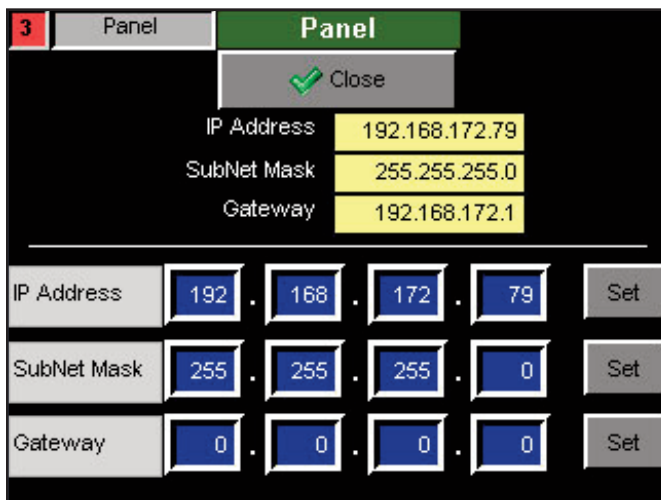 3 Panel Panel
Close
IP Address 192.168.172.79
SubNet Mask 255.255.255.0
Gateway 192.168.172.1
IP Address 192 . 168 . 172 . 79 Set
SubNet Mask 255 . 255 . 255 . 0 Set
Gateway 0 . 0 . 0 . 0 Set